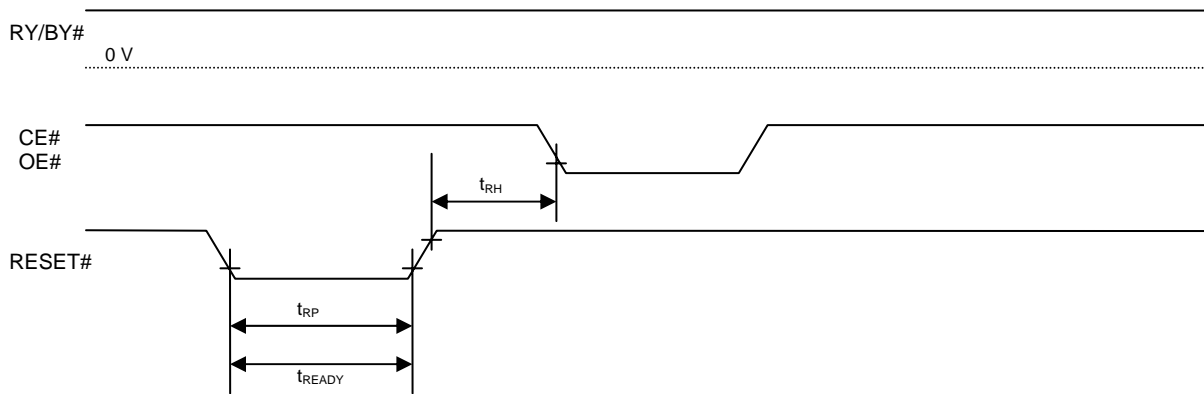 RY/BY#
0 V
CE#
OE#
tRH
RESET#
tRP
tREADY